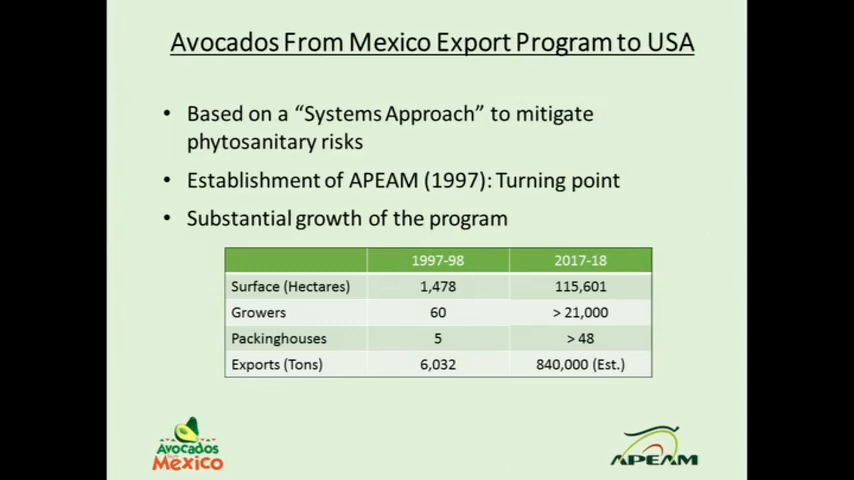 Avocados From Mexico Export Program to USA
• Based on a “Systems Approach” to mitigate
phytosanitary risks
• Establishment of APEAM (1997): Turning point
• Substantial growth of the program
1997-98 2017-18
Surface (Hectares) 1,478 115,601
Growers 60 > 21,000
Packinghouses 5 > 48
Exports (Tons) 6,032 840,000 (Est.)
Avocados
Mexico
APEAM